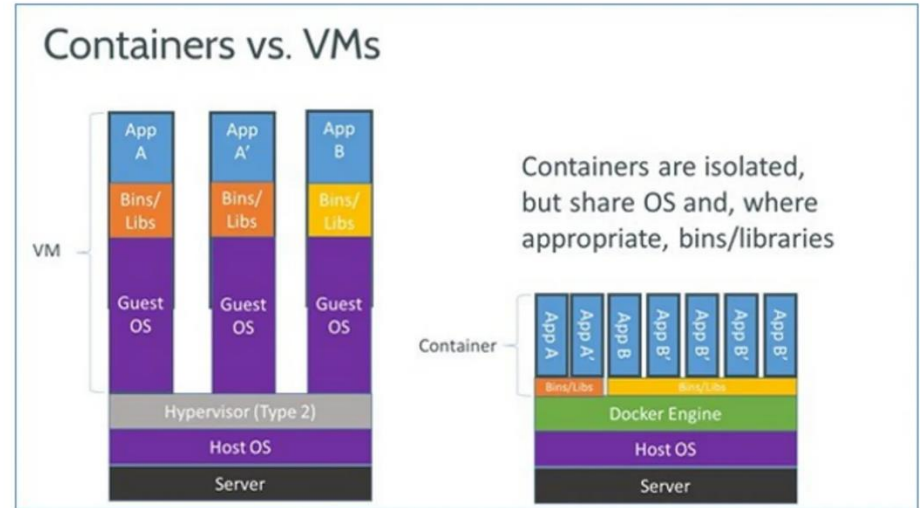 Containers vs. VMs
App
A
App
A'
App
B
Bins/
Libs
Bins/
Libs
Bins/
Libs
VM
Guest
OS
Guest
OS
Guest
OS
Hypervisor (Type 2)
Host OS
Server
Containers are isolated,
but share OS and, where
appropriate, bins/libraries
Container
App A
App A'
App B
App B'
App B'
App B'
App B'
Bins/Libs
Bins/Libs
Docker Engine
Host OS
Server